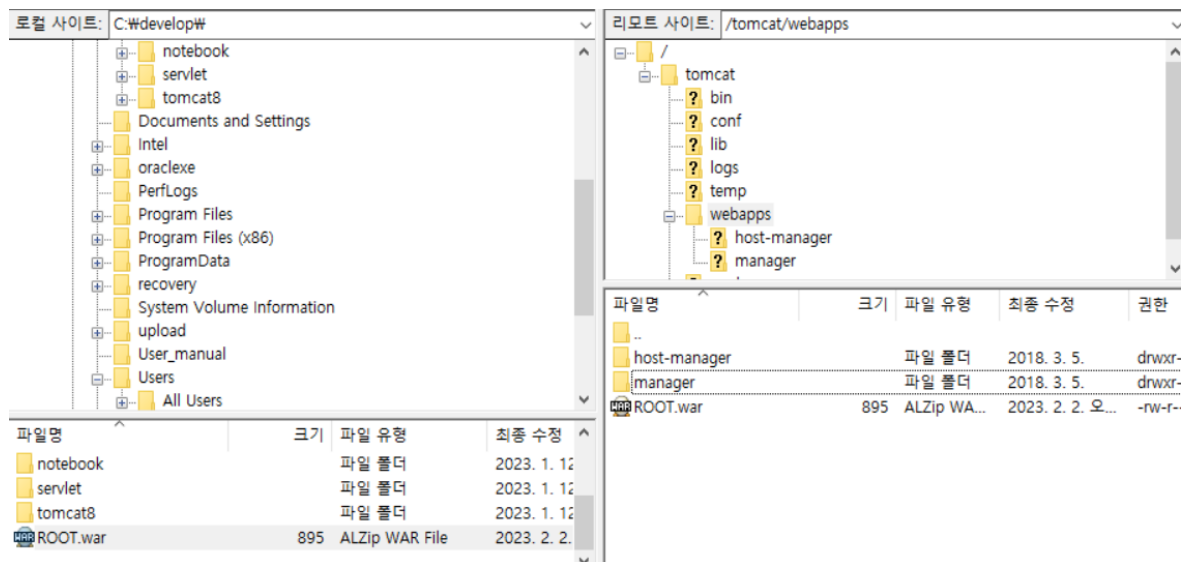 로컬 사이트: C:₩develop₩
notebook
servlet
tomcat8
Documents and Settings
Intel
oraclexe
PerfLogs
Program Files
Program Files (x86)
ProgramData
recovery
System Volume Information
upload
User_manual
Users
All Users
파일명 크기 파일 유형 최종 수정
notebook 파일 폴더 2023. 1. 12
servlet 파일 폴더 2023. 1. 12
tomcat8 파일 폴더 2023. 1. 12
ROOT.war 895 ALZip WAR File 2023. 2. 2.
리모트 사이트: /tomcat/webapps
/
tomcat
? bin
? conf
? lib
? logs
? temp
webapps
? host-manager
? manager
파일명 크기 파일 유형 최종 수정 권한
..
host-manager 파일 폴더 2018. 3. 5. drwxr-
manager 파일 폴더 2018. 3. 5. drwxr-
ROOT.war 895 ALZip WA... 2023. 2. 2. 오... -rw-r--